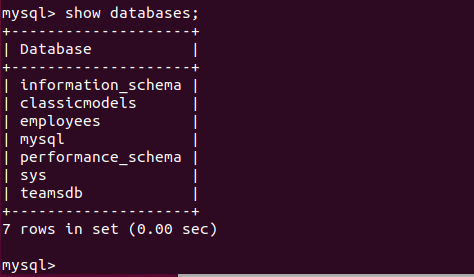 mysql> show databases;
+--------------------+
| Database           |
+--------------------+
| information_schema |
| classicmodels      |
| employees          |
| mysql              |
| performance_schema |
| sys                |
| teamsdb            |
+--------------------+
7 rows in set (0.00 sec)

mysql>